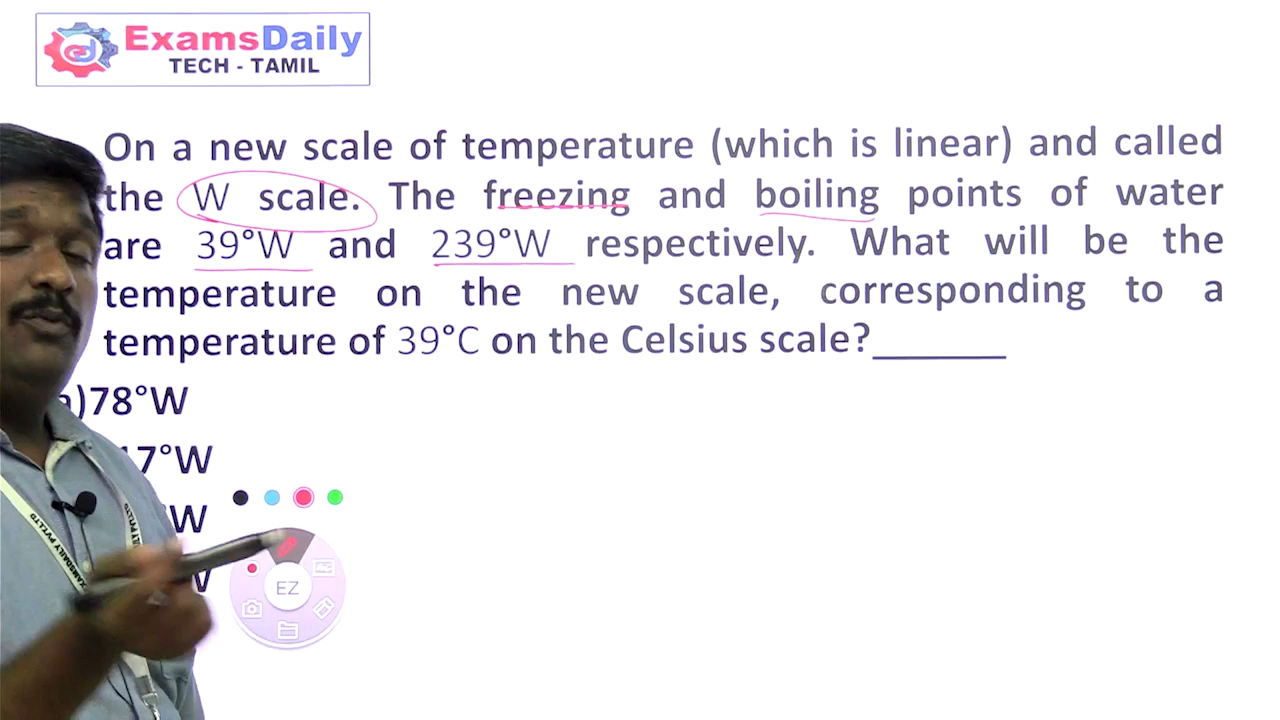 ExamsDaily
TECH - TAMIL
On a new scale of temperature (which is linear) and called
the W scale. The freezing and boiling points of water
are 39°W and 239°W respectively. What will be the
temperature on the new scale, corresponding to a
temperature of 39°C on the Celsius scale?______
a)78°W
17°W
°W
W
EZ